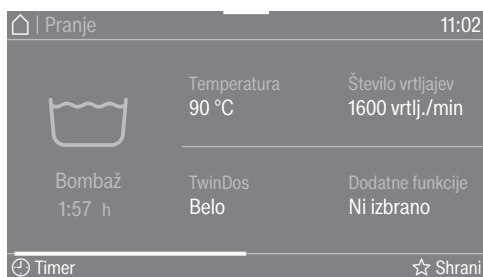 | Pranje 11:02
Temperatura
90 °C
Število vrtljajev
1600 vrtlj./min
Bombaž
1:57 h
TwinDos
Belo
Dodatne funkcije
Ni izbrano
Timer
Shrani